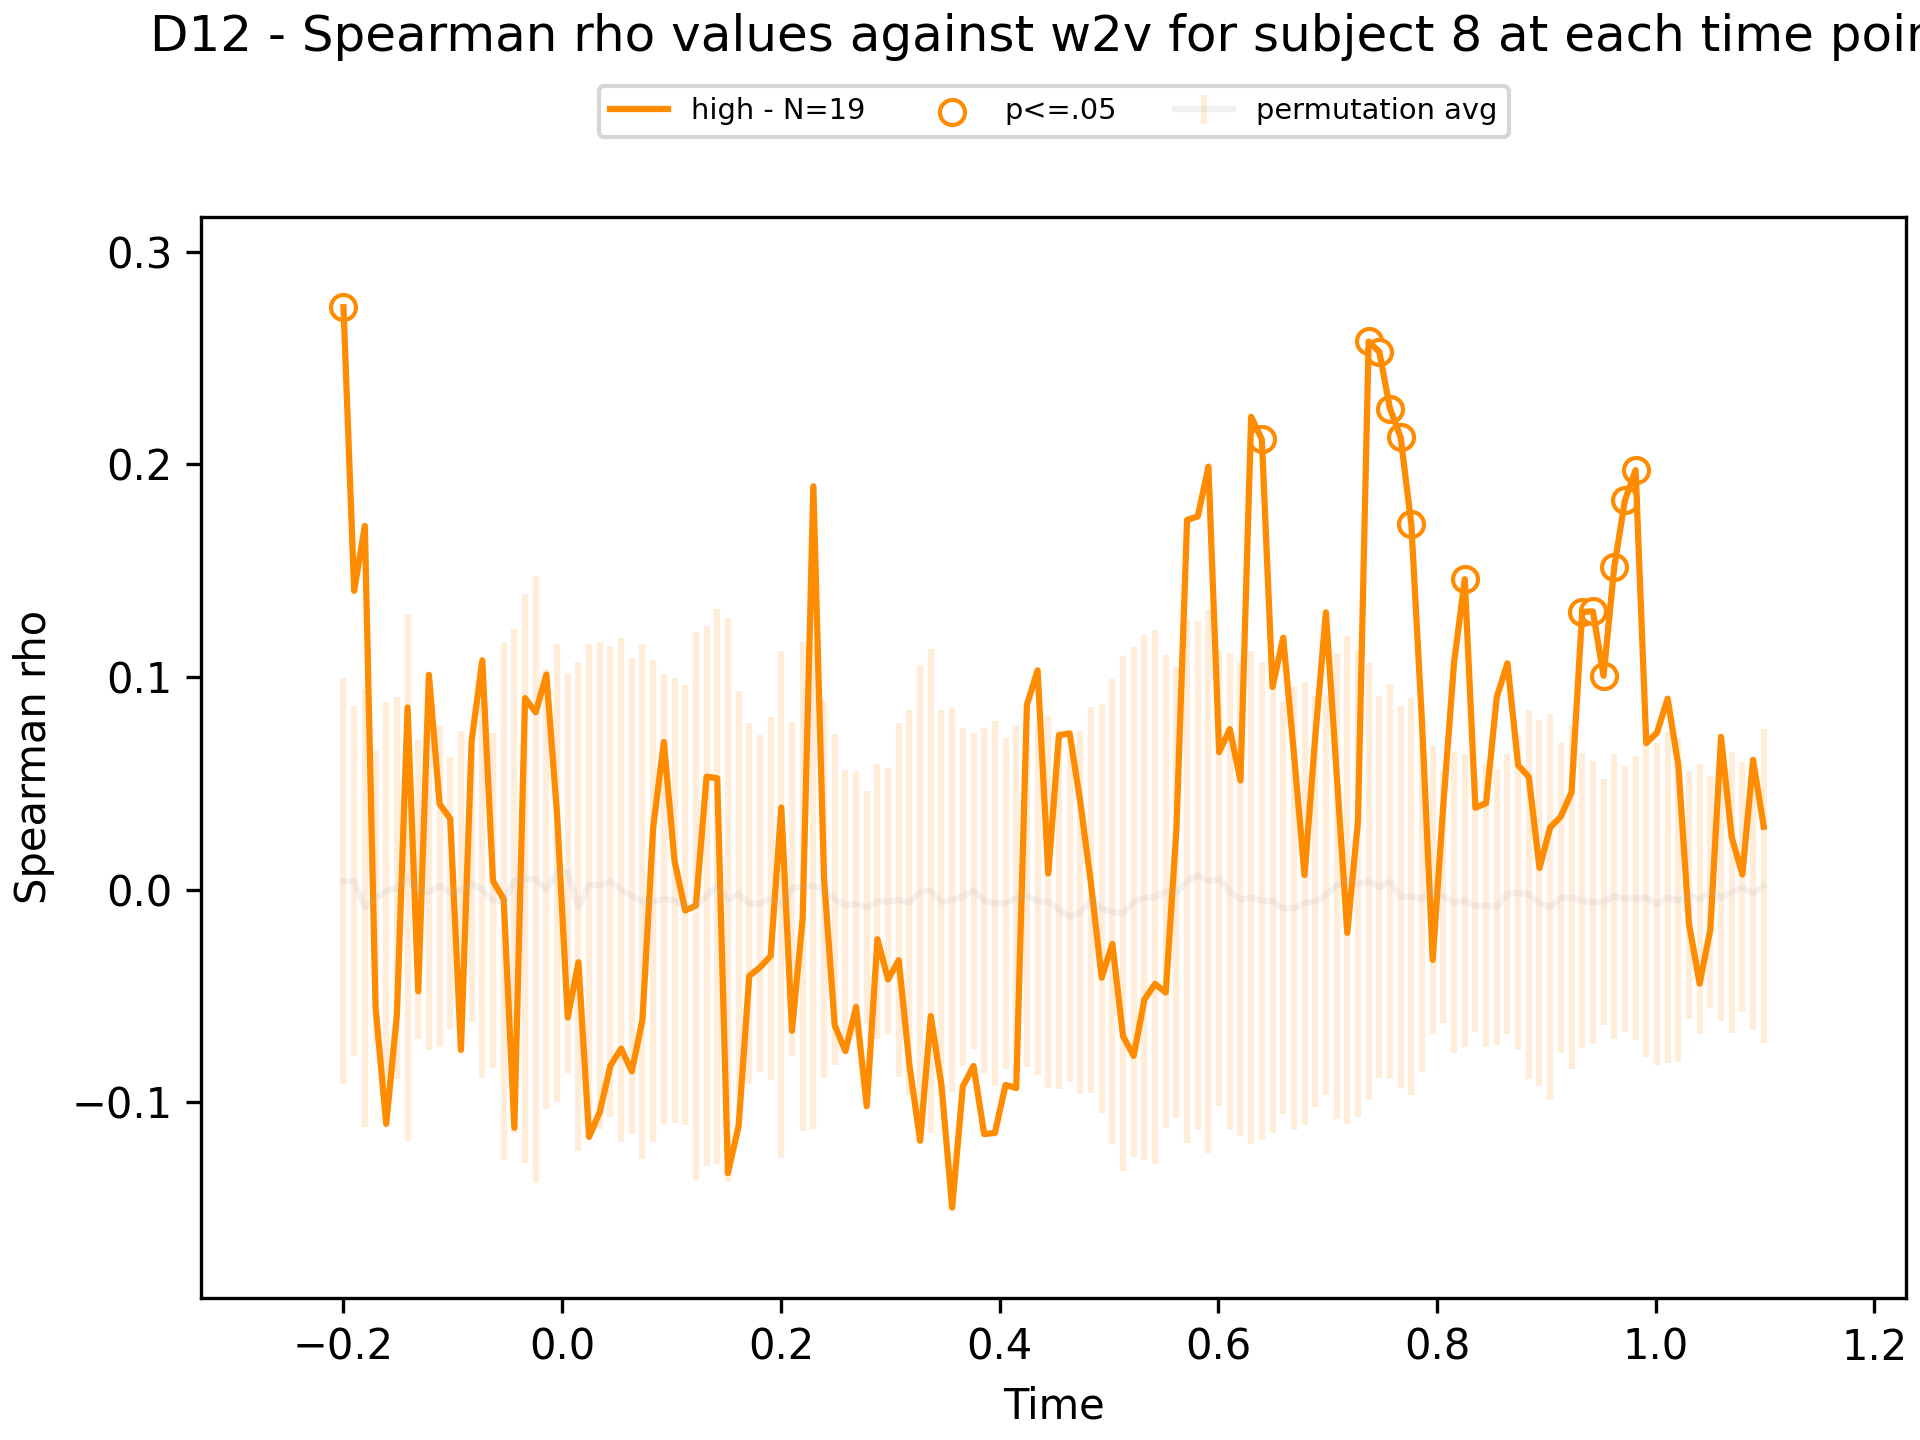 D12 - Spearman rho values against w2v for subject 8 at each time
high - N=19
p<=.05
permutation avg
0.3
0.2
0.1
0.0
−0.1
Spearman rho
−0.2 0.0 0.2 0.4 0.6 0.8 1.0 1.2
Time